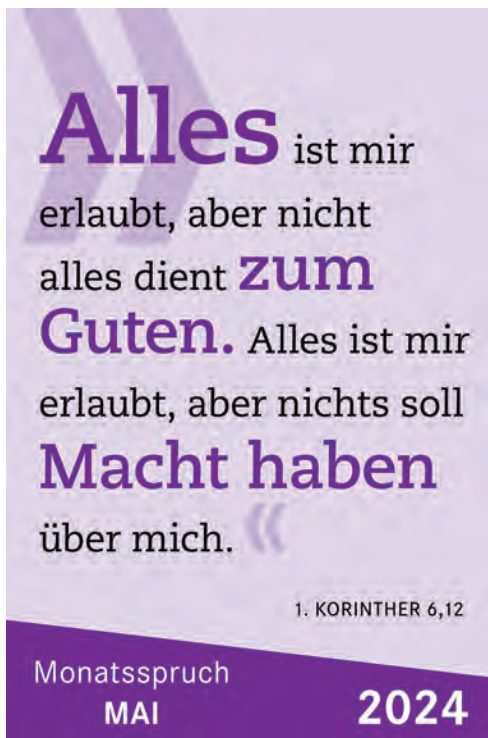 » Alles ist mir
erlaubt, aber nicht
alles dient zum
Guten. Alles ist mir
erlaubt, aber nichts soll
Macht haben
über mich. «
1. KORINTHER 6,12
Monatsspruch
MAI 2024